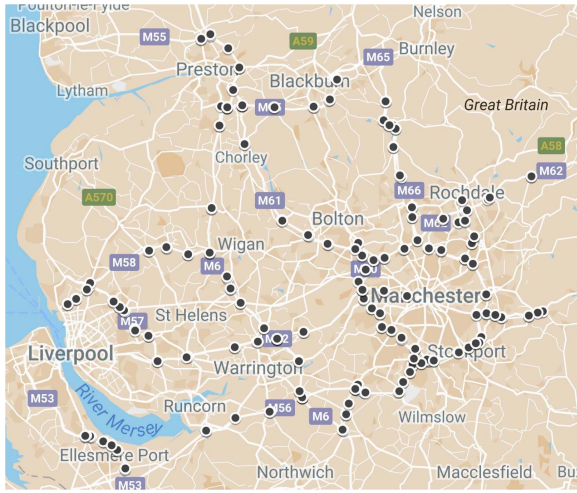 Poulton-le-Fylde
Nelson
Blackpool
M55
A59
Burnley
M65
Preston
Blackburn
Lytham
Great Britain
A58
Chorley
Southport
M62
M66
Rochdale
A570
M61
Bolton
Wigan
M58
M6
Manchester
M57
St Helens
Liverpool
Stockport
Warrington
M53
River Mersey
Runcorn
M56
M6
Wilmslow
Ellesmere Port
Northwich
Macclesfield
M53